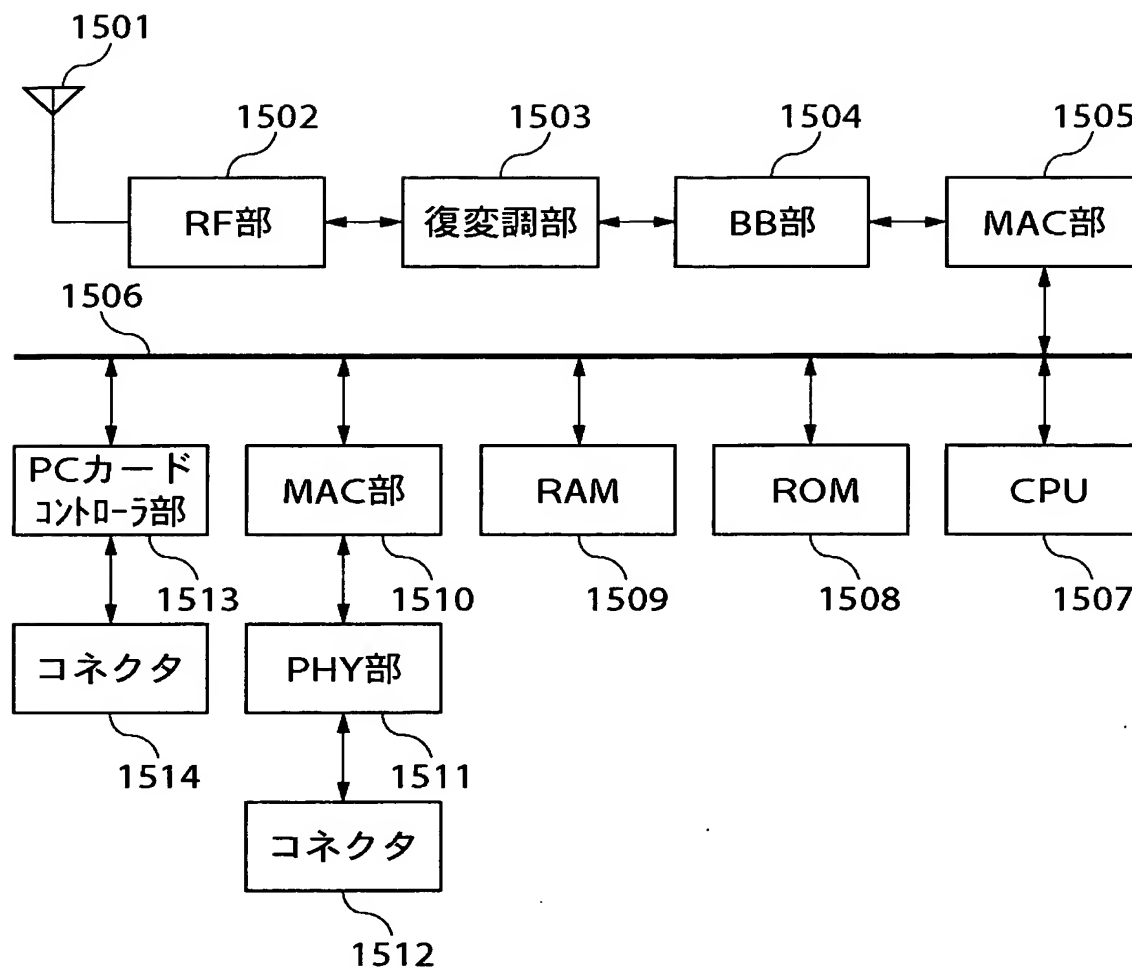 1501
1502
1503
1504
1505
RF部
復変調部
BB部
MAC部
1506
PCカード
コントローラ部
MAC部
RAM
ROM
CPU
1513
1510
1509
1508
1507
コネクタ
PHY部
1514
1511
コネクタ
1512